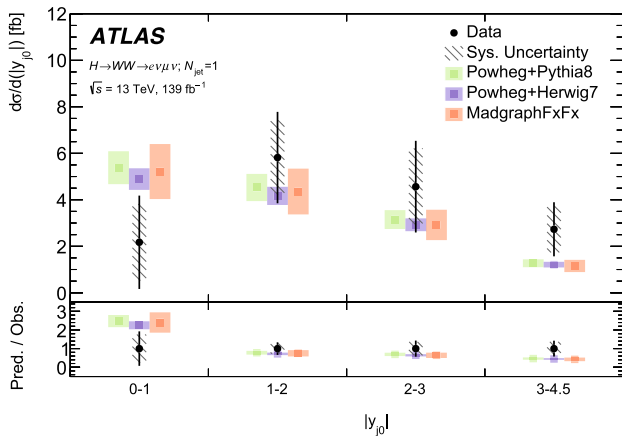 dσ/d(|y_j0|) [fb]
12
10
8
6
4
2
0
ATLAS
H→WW→eνμν; N_jet=1
√s = 13 TeV, 139 fb⁻¹
Data
Sys. Uncertainty
Powheg+Pythia8
Powheg+Herwig7
MadgraphFxFx
Pred. / Obs.
3
2
1
0
0-1 1-2 2-3 3-4.5
|y_j0|